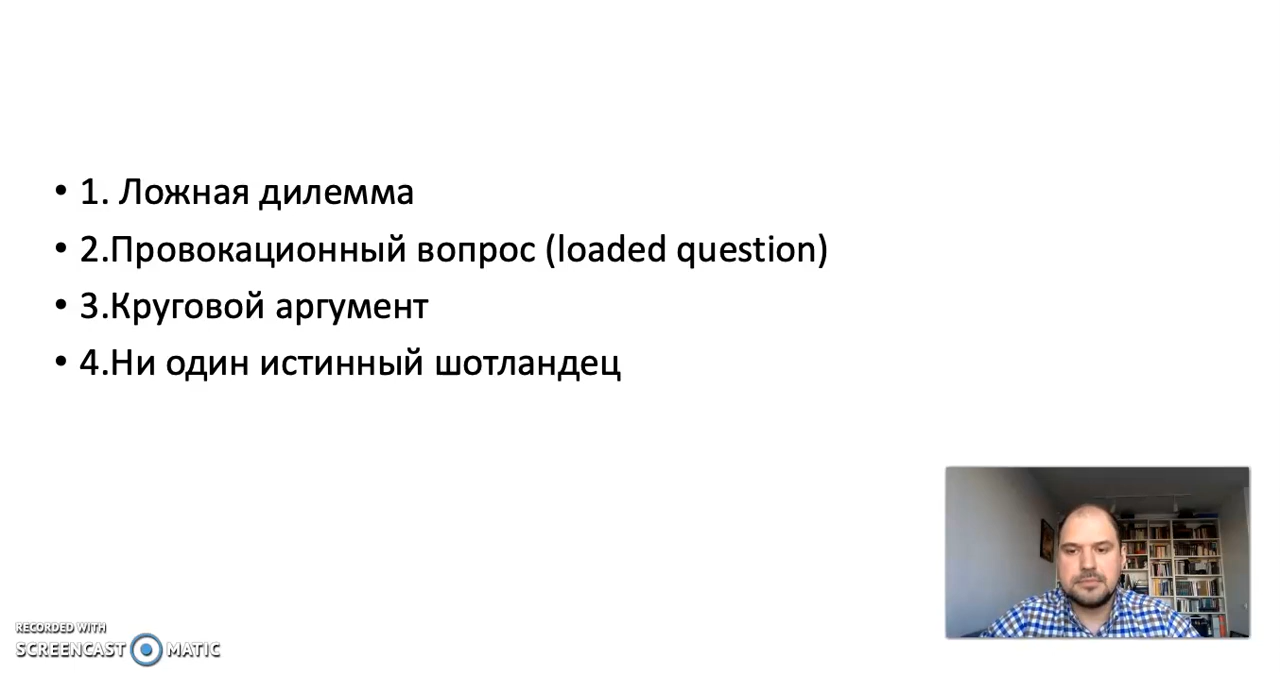 • 1. Ложная дилемма
• 2.Провокационный вопрос (loaded question)
• 3.Круговой аргумент
• 4.Ни один истинный шотландец
RECORDED WITH
SCREENCAST MATIC